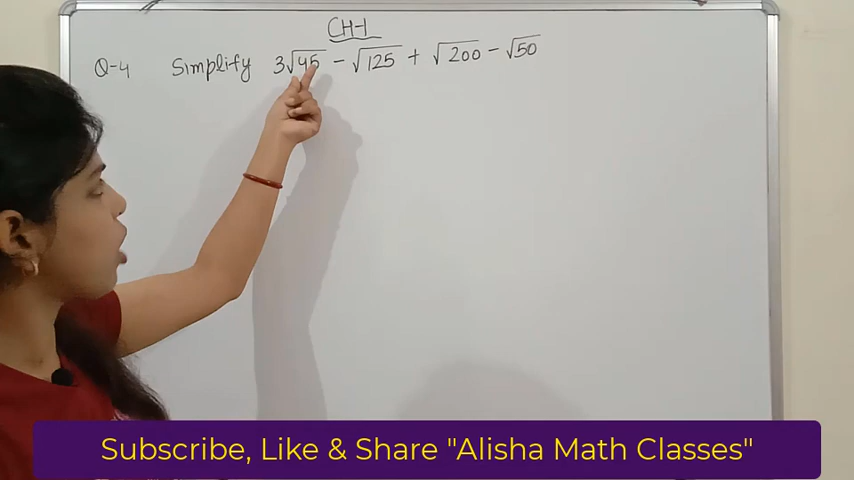 CH-1
Q-4 Simplify 3√45 - √125 + √200 - √50
Subscribe, Like & Share "Alisha Math Classes"